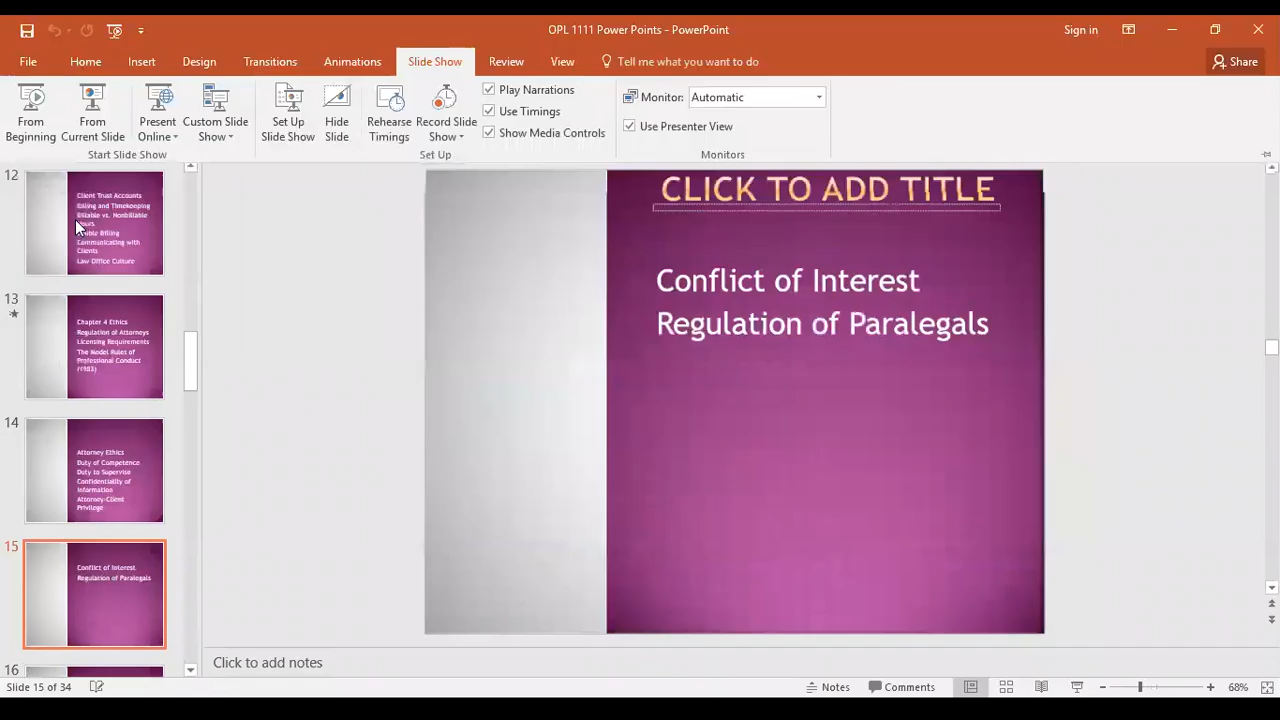 OPL 1111 Power Points - PowerPoint
Sign in
File Home Insert Design Transitions Animations Slide Show Review View Tell me what you want to do Share
From Beginning
From Current Slide
Present Online
Custom Slide Show
Set Up Slide Show
Hide Slide
Rehearse Timings
Record Slide Show
Play Narrations
Use Timings
Show Media Controls
Monitor: Automatic
Use Presenter View
Start Slide Show
Set Up
Monitors
12
Client Trust Accounts
Billing and Timekeeping
Billable vs. Nonbillable
Billing
Communicating with
Clients
Law Office Culture
13
Chapter 4 Ethics
Regulation of Attorneys
Licensing Requirements
The Model Rules of
Professional Conduct
(1983)
14
Attorney Ethics
Duty of Competence
Duty to Supervise
Confidentiality of
Information
Attorney-Client
Privilege
15
Conflict of Interest
Regulation of Paralegals
16
CLICK TO ADD TITLE
Conflict of Interest
Regulation of Paralegals
Click to add notes
Slide 15 of 34
Notes
Comments
68%